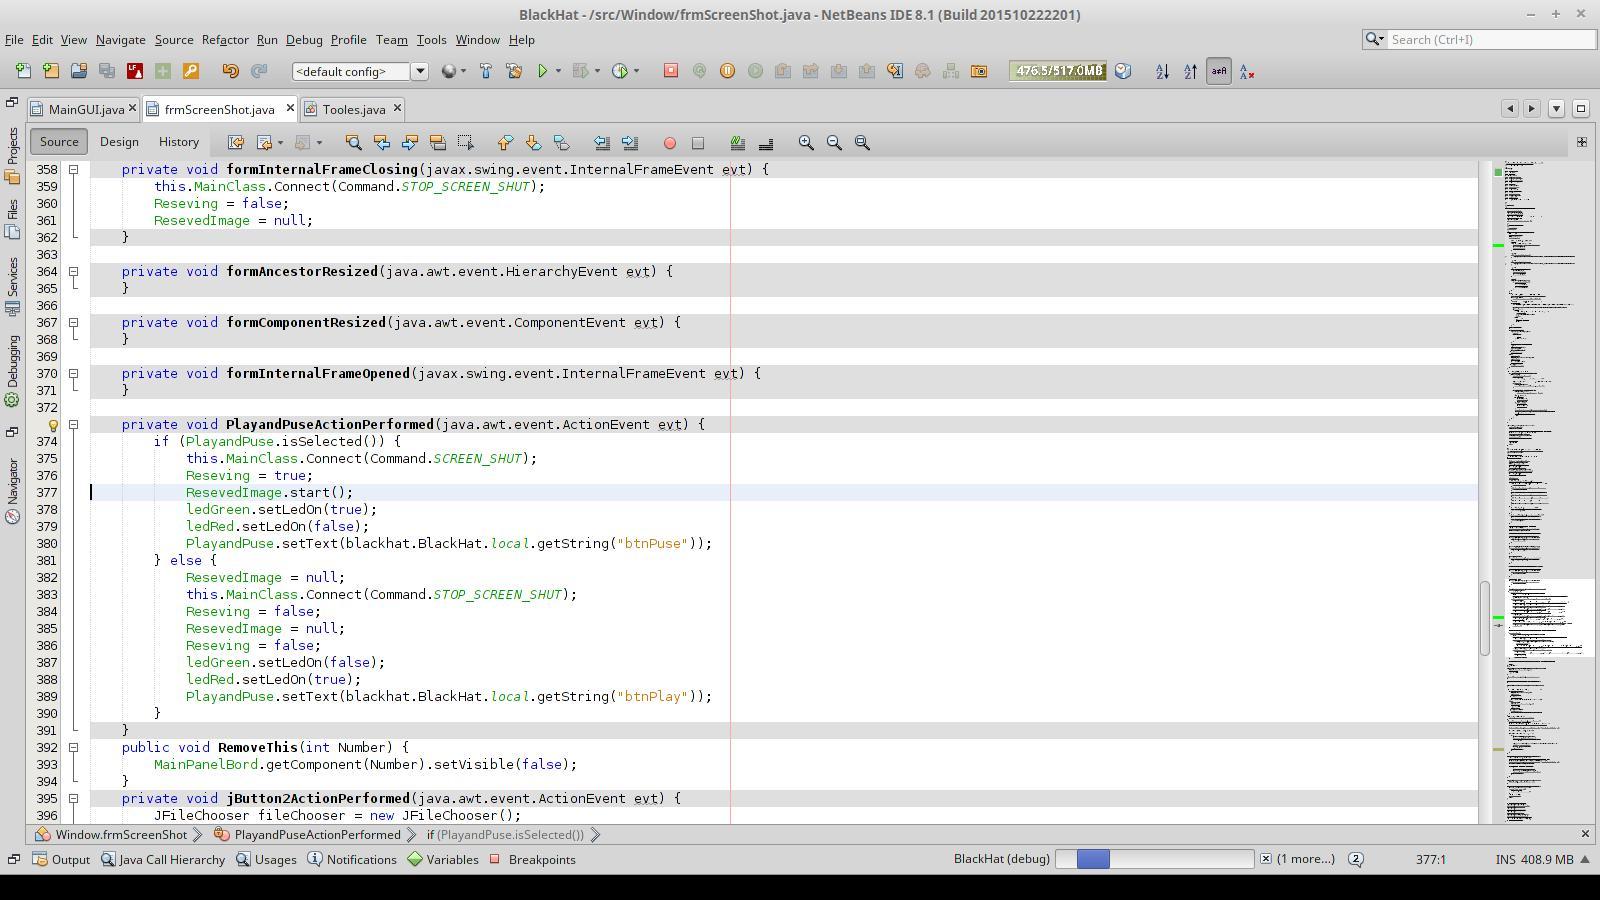 BlackHat - /src/Window/frmScreenShot.java - NetBeans IDE 8.1 (Build 201510222201)
File Edit View Navigate Source Refactor Run Debug Profile Team Tools Window Help
Search (Ctrl+I)
<default config>
476.5/517.0MB
MainGUI.java
frmScreenShot.java
Tooles.java
Source Design History
Projects
Files
Services
Debugging
Navigator
358 private void formInternalFrameClosing(javax.swing.event.InternalFrameEvent evt) {
359 this.MainClass.Connect(Command.STOP_SCREEN_SHUT);
360 Reseving = false;
361 ResevedImage = null;
362 }
363
364 private void formAncestorResized(java.awt.event.HierarchyEvent evt) {
365 }
366
367 private void formComponentResized(java.awt.event.ComponentEvent evt) {
368 }
369
370 private void formInternalFrameOpened(javax.swing.event.InternalFrameEvent evt) {
371 }
372
private void PlayandPuseActionPerformed(java.awt.event.ActionEvent evt) {
374 if (PlayandPuse.isSelected()) {
375 this.MainClass.Connect(Command.SCREEN_SHUT);
376 Reseving = true;
377 ResevedImage.start();
378 ledGreen.setLedOn(true);
379 ledRed.setLedOn(false);
380 PlayandPuse.setText(blackhat.BlackHat.local.getString("btnPuse"));
381 } else {
382 ResevedImage = null;
383 this.MainClass.Connect(Command.STOP_SCREEN_SHUT);
384 Reseving = false;
385 ResevedImage = null;
386 Reseving = false;
387 ledGreen.setLedOn(false);
388 ledRed.setLedOn(true);
389 PlayandPuse.setText(blackhat.BlackHat.local.getString("btnPlay"));
390 }
391 }
392 public void RemoveThis(int Number) {
393 MainPanelBord.getComponent(Number).setVisible(false);
394 }
395 private void jButton2ActionPerformed(java.awt.event.ActionEvent evt) {
396 JFileChooser fileChooser = new JFileChooser();
Window.frmScreenShot PlayandPuseActionPerformed if (PlayandPuse.isSelected())
Output Java Call Hierarchy Usages Notifications Variables Breakpoints BlackHat (debug) (1 more...) 2 377:1 INS 408.9 MB